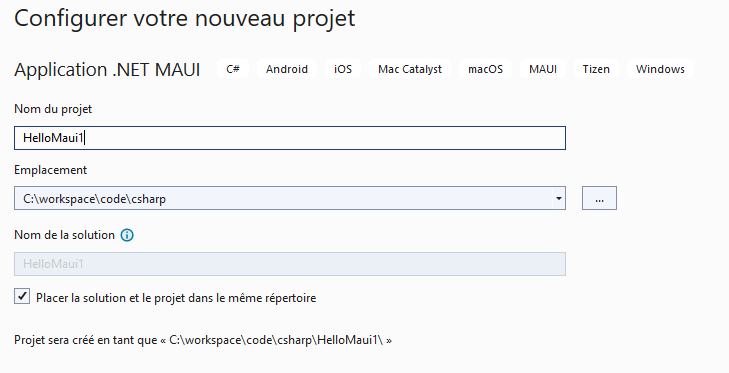 Configurer votre nouveau projet
Application .NET MAUI C# Android iOS Mac Catalyst macOS MAUI Tizen Windows
Nom du projet
HelloMaui1
Emplacement
C:\workspace\code\csharp ...
Nom de la solution
HelloMaui1
Placer la solution et le projet dans le même répertoire
Projet sera créé en tant que « C:\workspace\code\csharp\HelloMaui1\ »